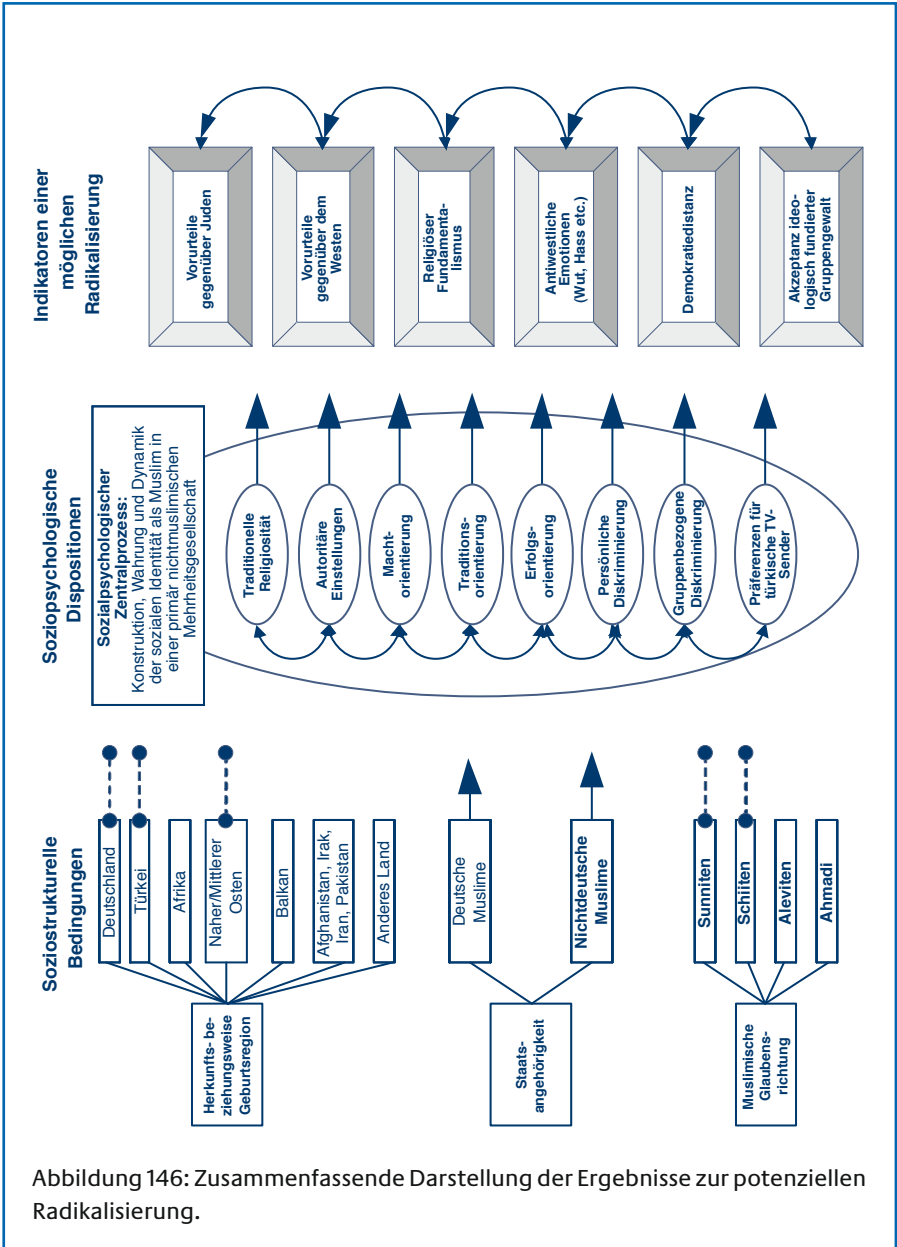 Soziostrukturelle
Bedingungen
Herkunfts- be-
ziehungsweise
Geburtsregion
Deutschland
Türkei
Afrika
Naher/Mittlerer
Osten
Balkan
Afghanistan, Irak,
Iran, Pakistan
Anderes Land
Staats-
angehörigkeit
Deutsche
Muslime
Nichtdeutsche
Muslime
Muslimische
Glaubens-
richtung
Sunniten
Schiiten
Aleviten
Ahmadi
Soziopsychologische
Dispositionen
Sozialpsychologischer
Zentralprozess:
Konstruktion, Wahrung und Dynamik
der sozialen Identität als Muslim in
einer primär nichtmuslimischen
Mehrheitsgesellschaft
Traditionelle
Religiosität
Autoritäre
Einstellungen
Macht-
orientierung
Traditions-
orientierung
Erfolgs-
orientierung
Persönliche
Diskriminierung
Gruppenbezogene
Diskriminierung
Präferenzen für
türkische TV-
Sender
Indikatoren einer
möglichen
Radikalisierung
Vorurteile
gegenüber Juden
Vorurteile
gegenüber dem
Westen
Religiöser
Fundamenta-
lismus
Antiwestliche
Emotionen
(Wut, Hass etc.)
Demokratiedistanz
Akzeptanz ideo-
logisch fundierter
Gruppengewalt
Abbildung 146: Zusammenfassende Darstellung der Ergebnisse zur potenziellen
Radikalisierung.